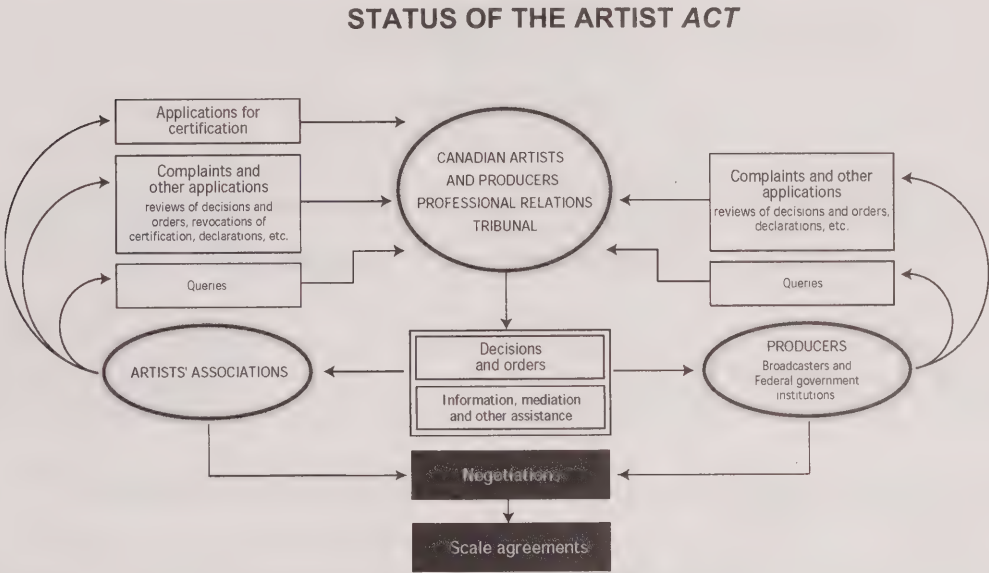 STATUS OF THE ARTIST ACT
Applications for
certification
Complaints and
other applications
reviews of decisions and
orders, revocations of
certification, declarations, etc.
Queries
CANADIAN ARTISTS
AND PRODUCERS
PROFESSIONAL RELATIONS
TRIBUNAL
Complaints and other
applications
reviews of decisions and orders,
declarations, etc.
Queries
ARTISTS' ASSOCIATIONS
Decisions
and orders
Information, mediation
and other assistance
PRODUCERS
Broadcasters and
Federal government
institutions
Negotiations
Scale agreements